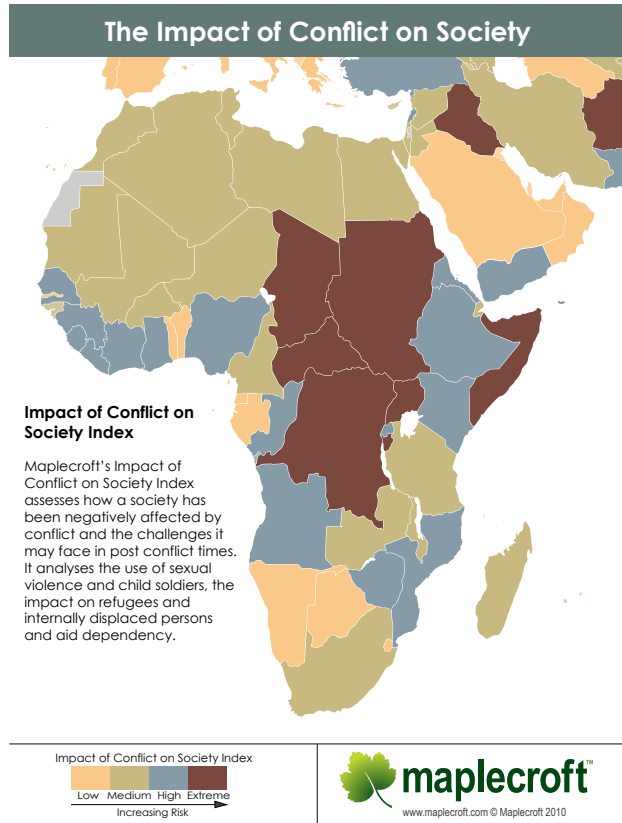 The Impact of Conflict on Society
Impact of Conflict on
Society Index
Maplecroft's Impact of
Conflict on Society Index
assesses how a society has
been negatively affected by
conflict and the challenges it
may face in post conflict times.
It analyses the use of sexual
violence and child soldiers, the
impact on refugees and
internally displaced persons
and aid dependency.
Impact of Conflict on Society Index
Low Medium High Extreme
Increasing Risk
maplecroft™
www.maplecroft.com © Maplecroft 2010